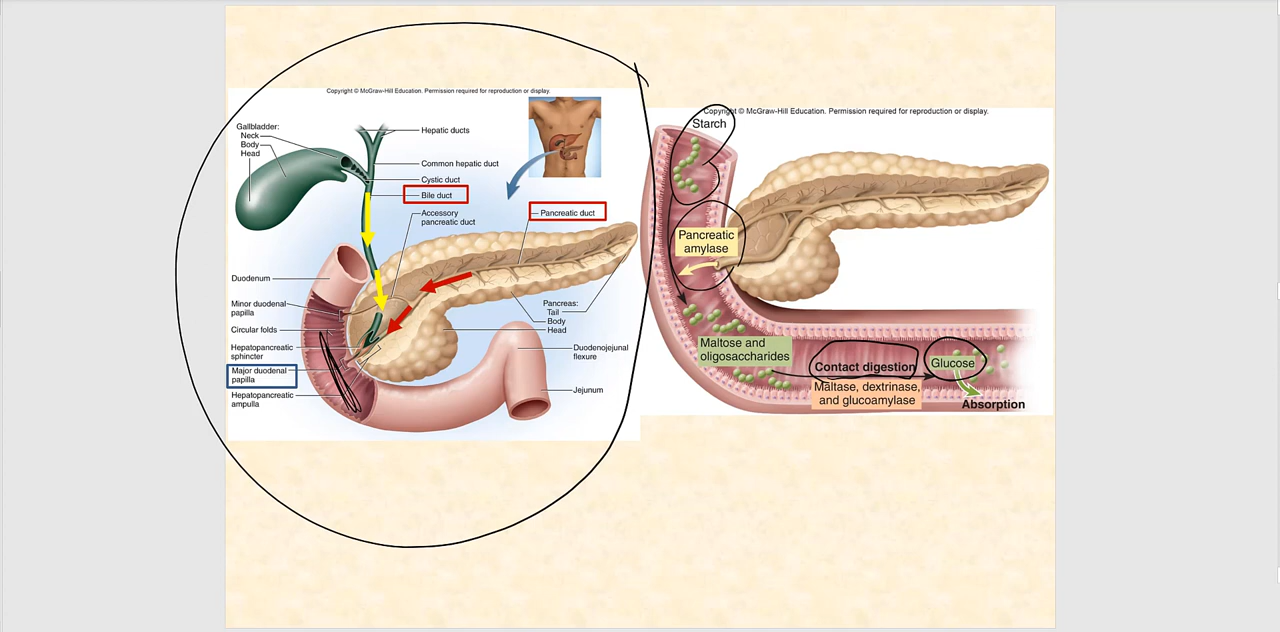 Copyright © McGraw-Hill Education. Permission required for reproduction or display.
Gallbladder:
Neck
Body
Head
Hepatic ducts
Common hepatic duct
Cystic duct
Bile duct
Accessory
pancreatic duct
Pancreatic duct
Duodenum
Minor duodenal
papilla
Circular folds
Hepatopancreatic
sphincter
Major duodenal
papilla
Hepatopancreatic
ampulla
Pancreas:
Tail
Body
Head
Duodenojejunal
flexure
Jejunum
Copyright © McGraw-Hill Education. Permission required for reproduction or display.
Starch
Pancreatic
amylase
Maltose and
oligosaccharides
Contact digestion
Maltase, dextrinase,
and glucoamylase
Glucose
Absorption